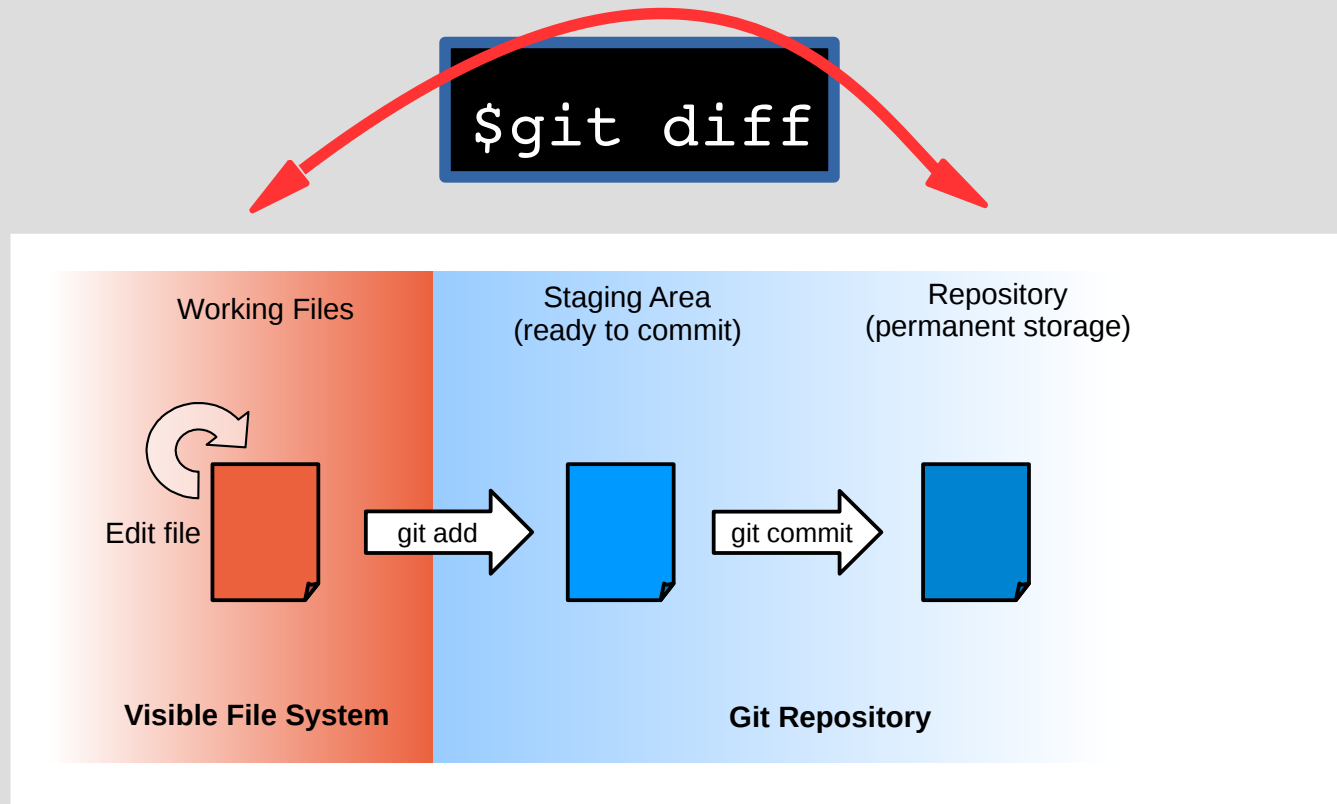 $git diff
Working Files
Staging Area
(ready to commit)
Repository
(permanent storage)
Edit file
git add
git commit
Visible File System
Git Repository